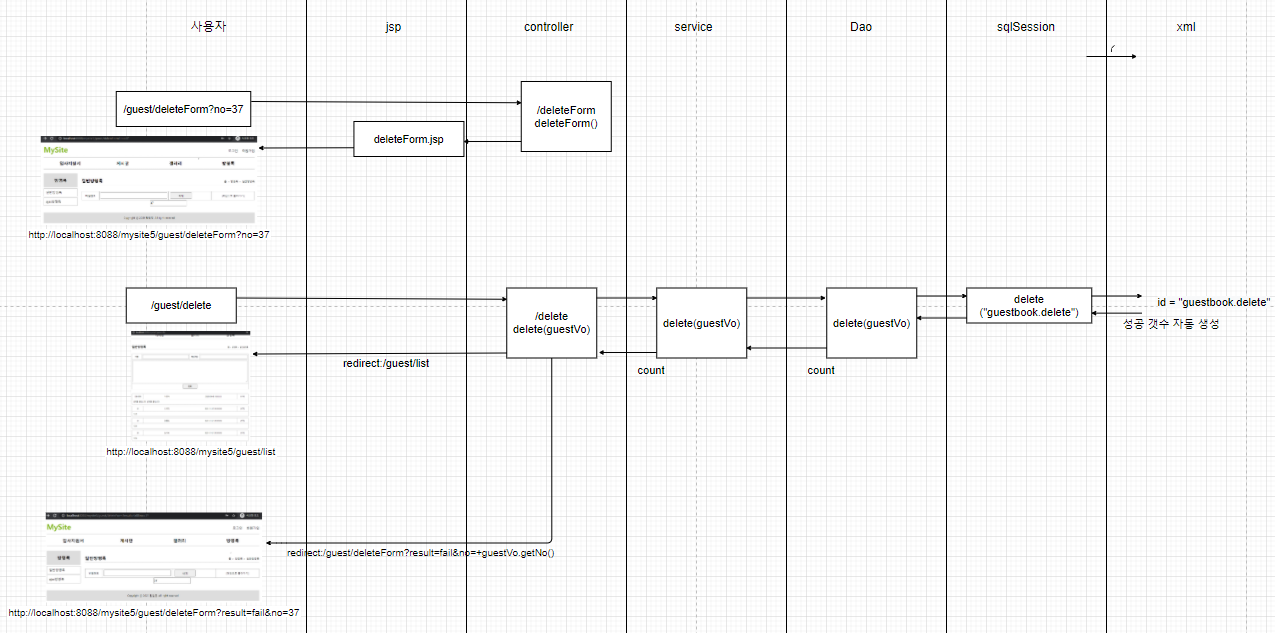 사용자
jsp
controller
service
Dao
sqlSession
xml
/guest/deleteForm?no=37
/deleteForm
deleteForm()
deleteForm.jsp
MySite
http://localhost:8088/mysite5/guest/deleteForm?no=37
/guest/delete
/delete
delete(guestVo)
delete(guestVo)
delete(guestVo)
delete
("guestbook.delete")
id = "guestbook.delete"
성공 갯수 자동 생성
redirect:/guest/list
count
count
http://localhost:8088/mysite5/guest/list
MySite
redirect:/guest/deleteForm?result=fail&no=+guestVo.getNo()
http://localhost:8088/mysite5/guest/deleteForm?result=fail&no=37